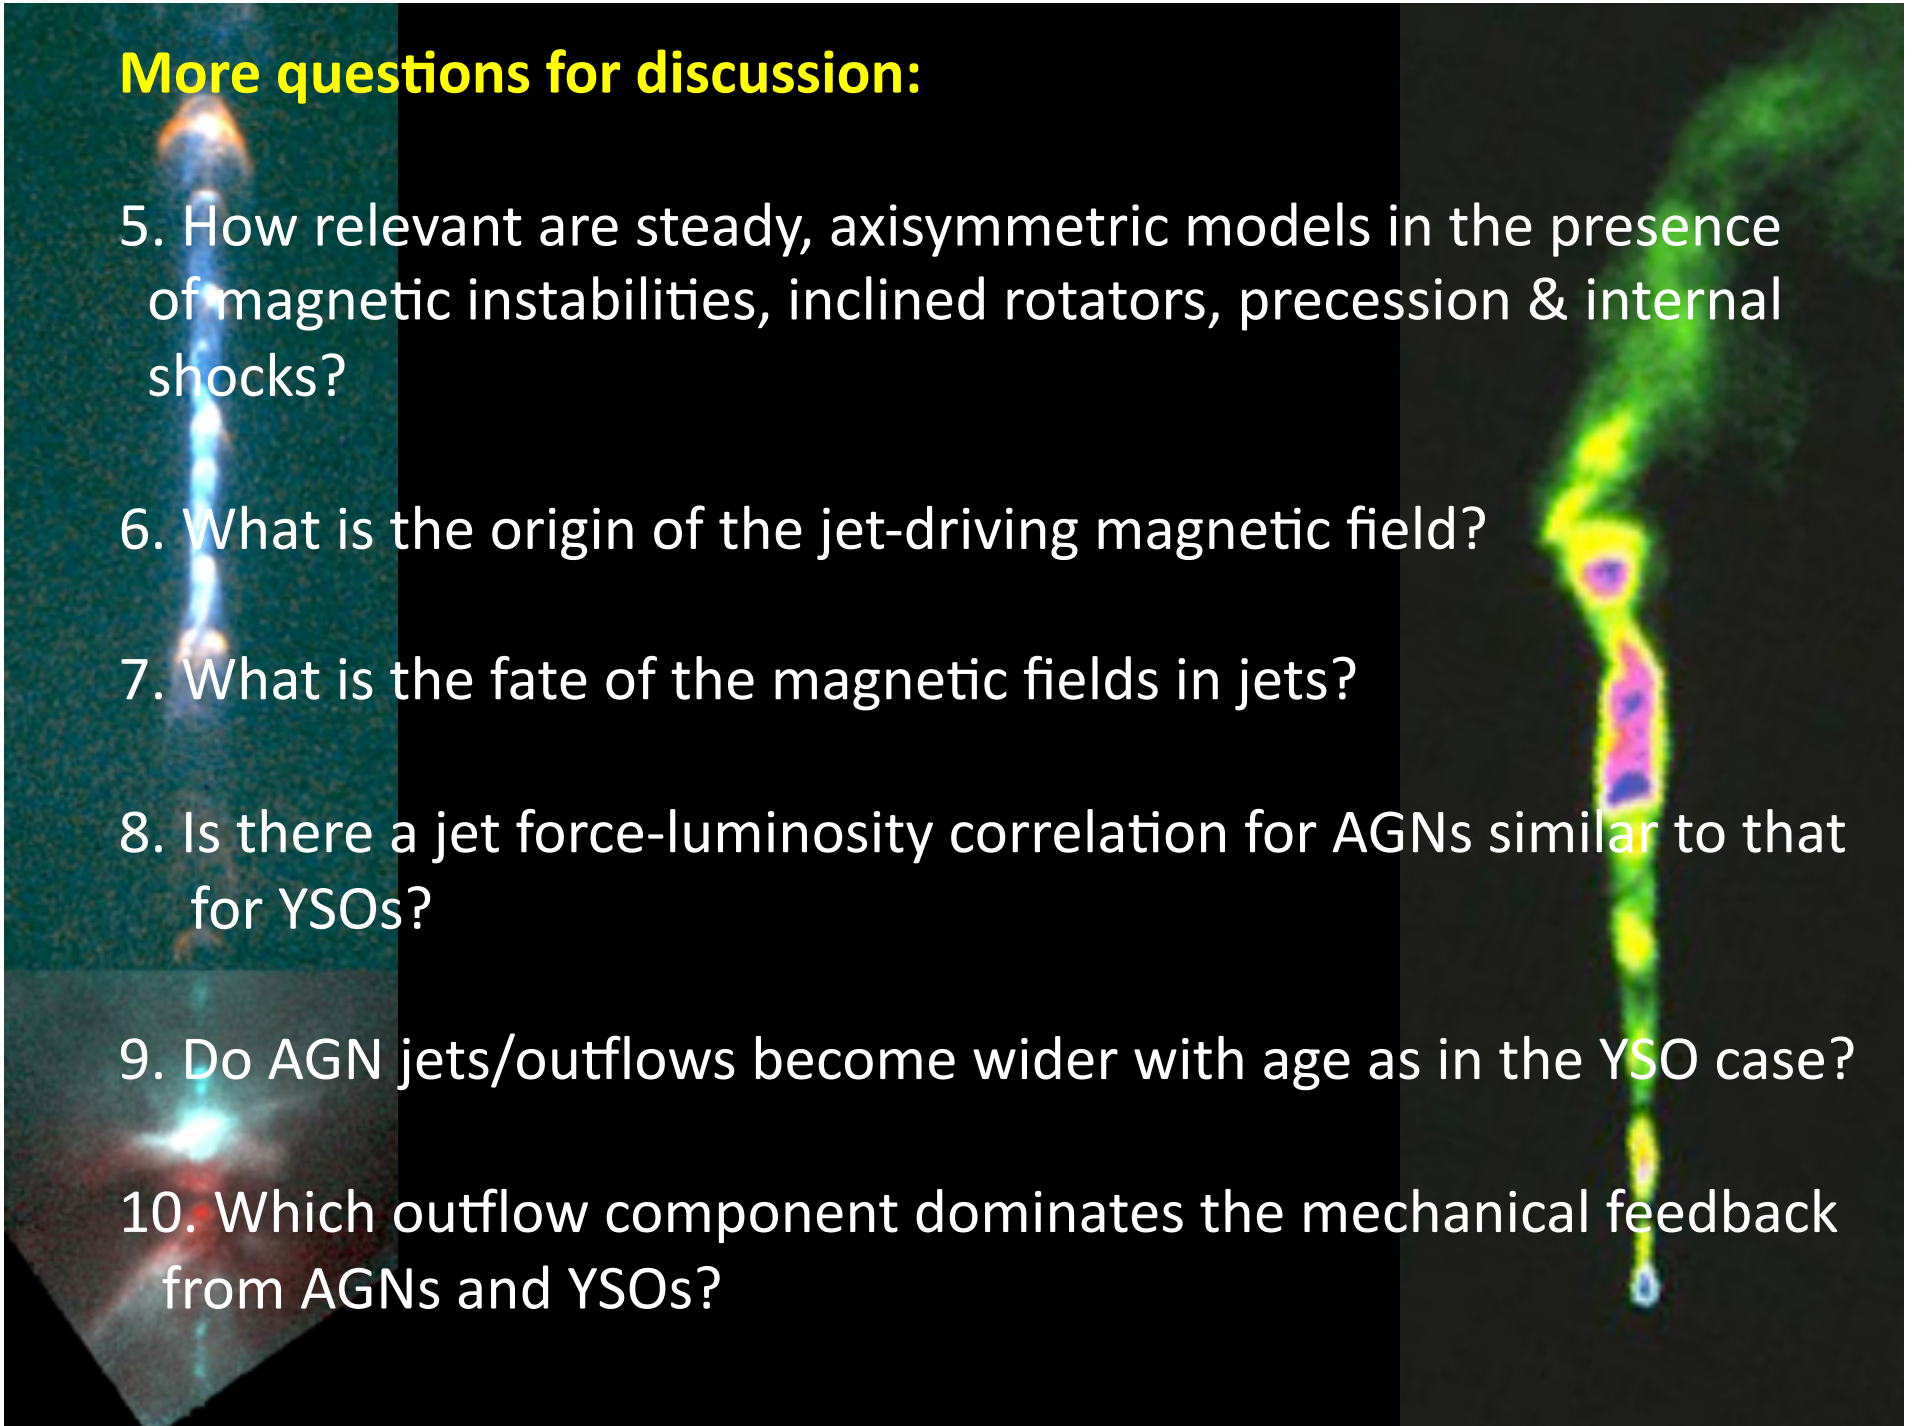 More questions for discussion:
5. How relevant are steady, axisymmetric models in the presence
of magnetic instabilities, inclined rotators, precession & internal
shocks?
6. What is the origin of the jet-driving magnetic field?
7. What is the fate of the magnetic fields in jets?
8. Is there a jet force-luminosity correlation for AGNs similar to that
for YSOs?
9. Do AGN jets/outflows become wider with age as in the YSO case?
10. Which outflow component dominates the mechanical feedback
from AGNs and YSOs?